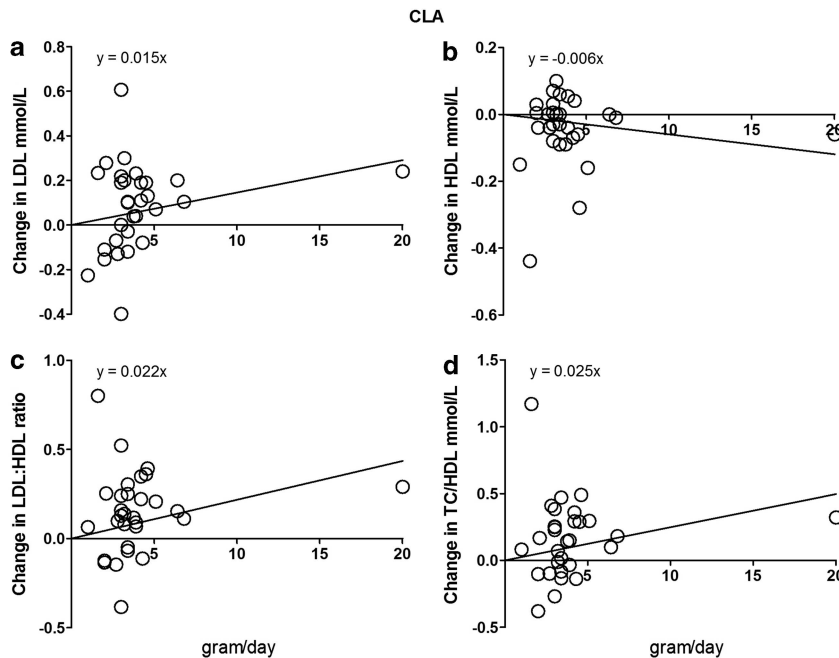 CLA
a
y = 0.015x
Change in LDL mmol/L
0.8
0.6
0.4
0.2
0.0
-0.2
-0.4
5
10
15
20
b
y = -0.006x
Change in HDL mmol/L
0.2
0.0
-0.2
-0.4
-0.6
5
10
15
20
c
y = 0.022x
Change in LDL:HDL ratio
1.0
0.5
0.0
-0.5
5
10
15
20
gram/day
d
y = 0.025x
Change in TC/HDL mmol/L
1.5
1.0
0.5
0.0
-0.5
5
10
15
20
gram/day